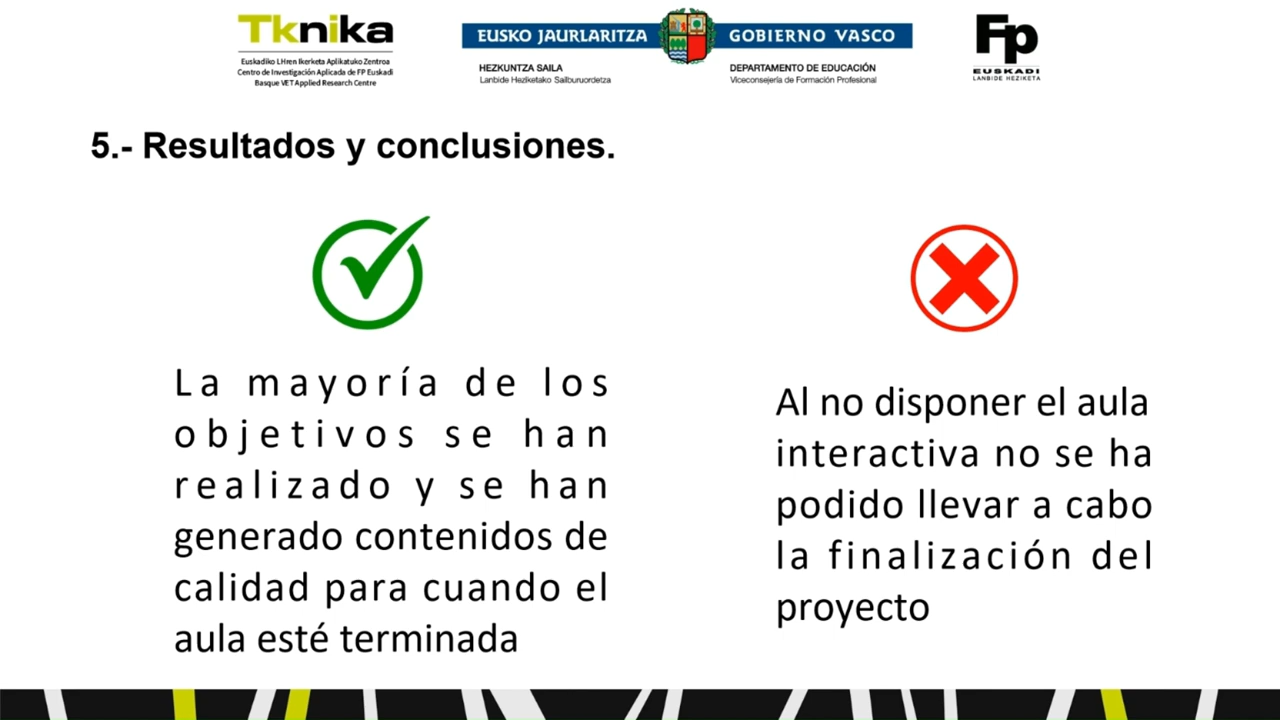 Tknika
Euskadiko LHren Ikerketa Aplikatuko Zentroa
Centro de Investigación Aplicada de FP Euskadi
Basque VET Applied Research Centre
EUSKO JAURLARITZA
GOBIERNO VASCO
HEZKUNTZA SAILA
Lanbide Heziketako Sailburuordetza
DEPARTAMENTO DE EDUCACIÓN
Viceconsejería de Formación Profesional
Fp
EUSKADI
LANBIDE HEZIKETA
5.- Resultados y conclusiones.
La mayoría de los
objetivos se han
realizado y se han
generado contenidos de
calidad para cuando el
aula esté terminada
Al no disponer el aula
interactiva no se ha
podido llevar a cabo
la finalización del
proyecto